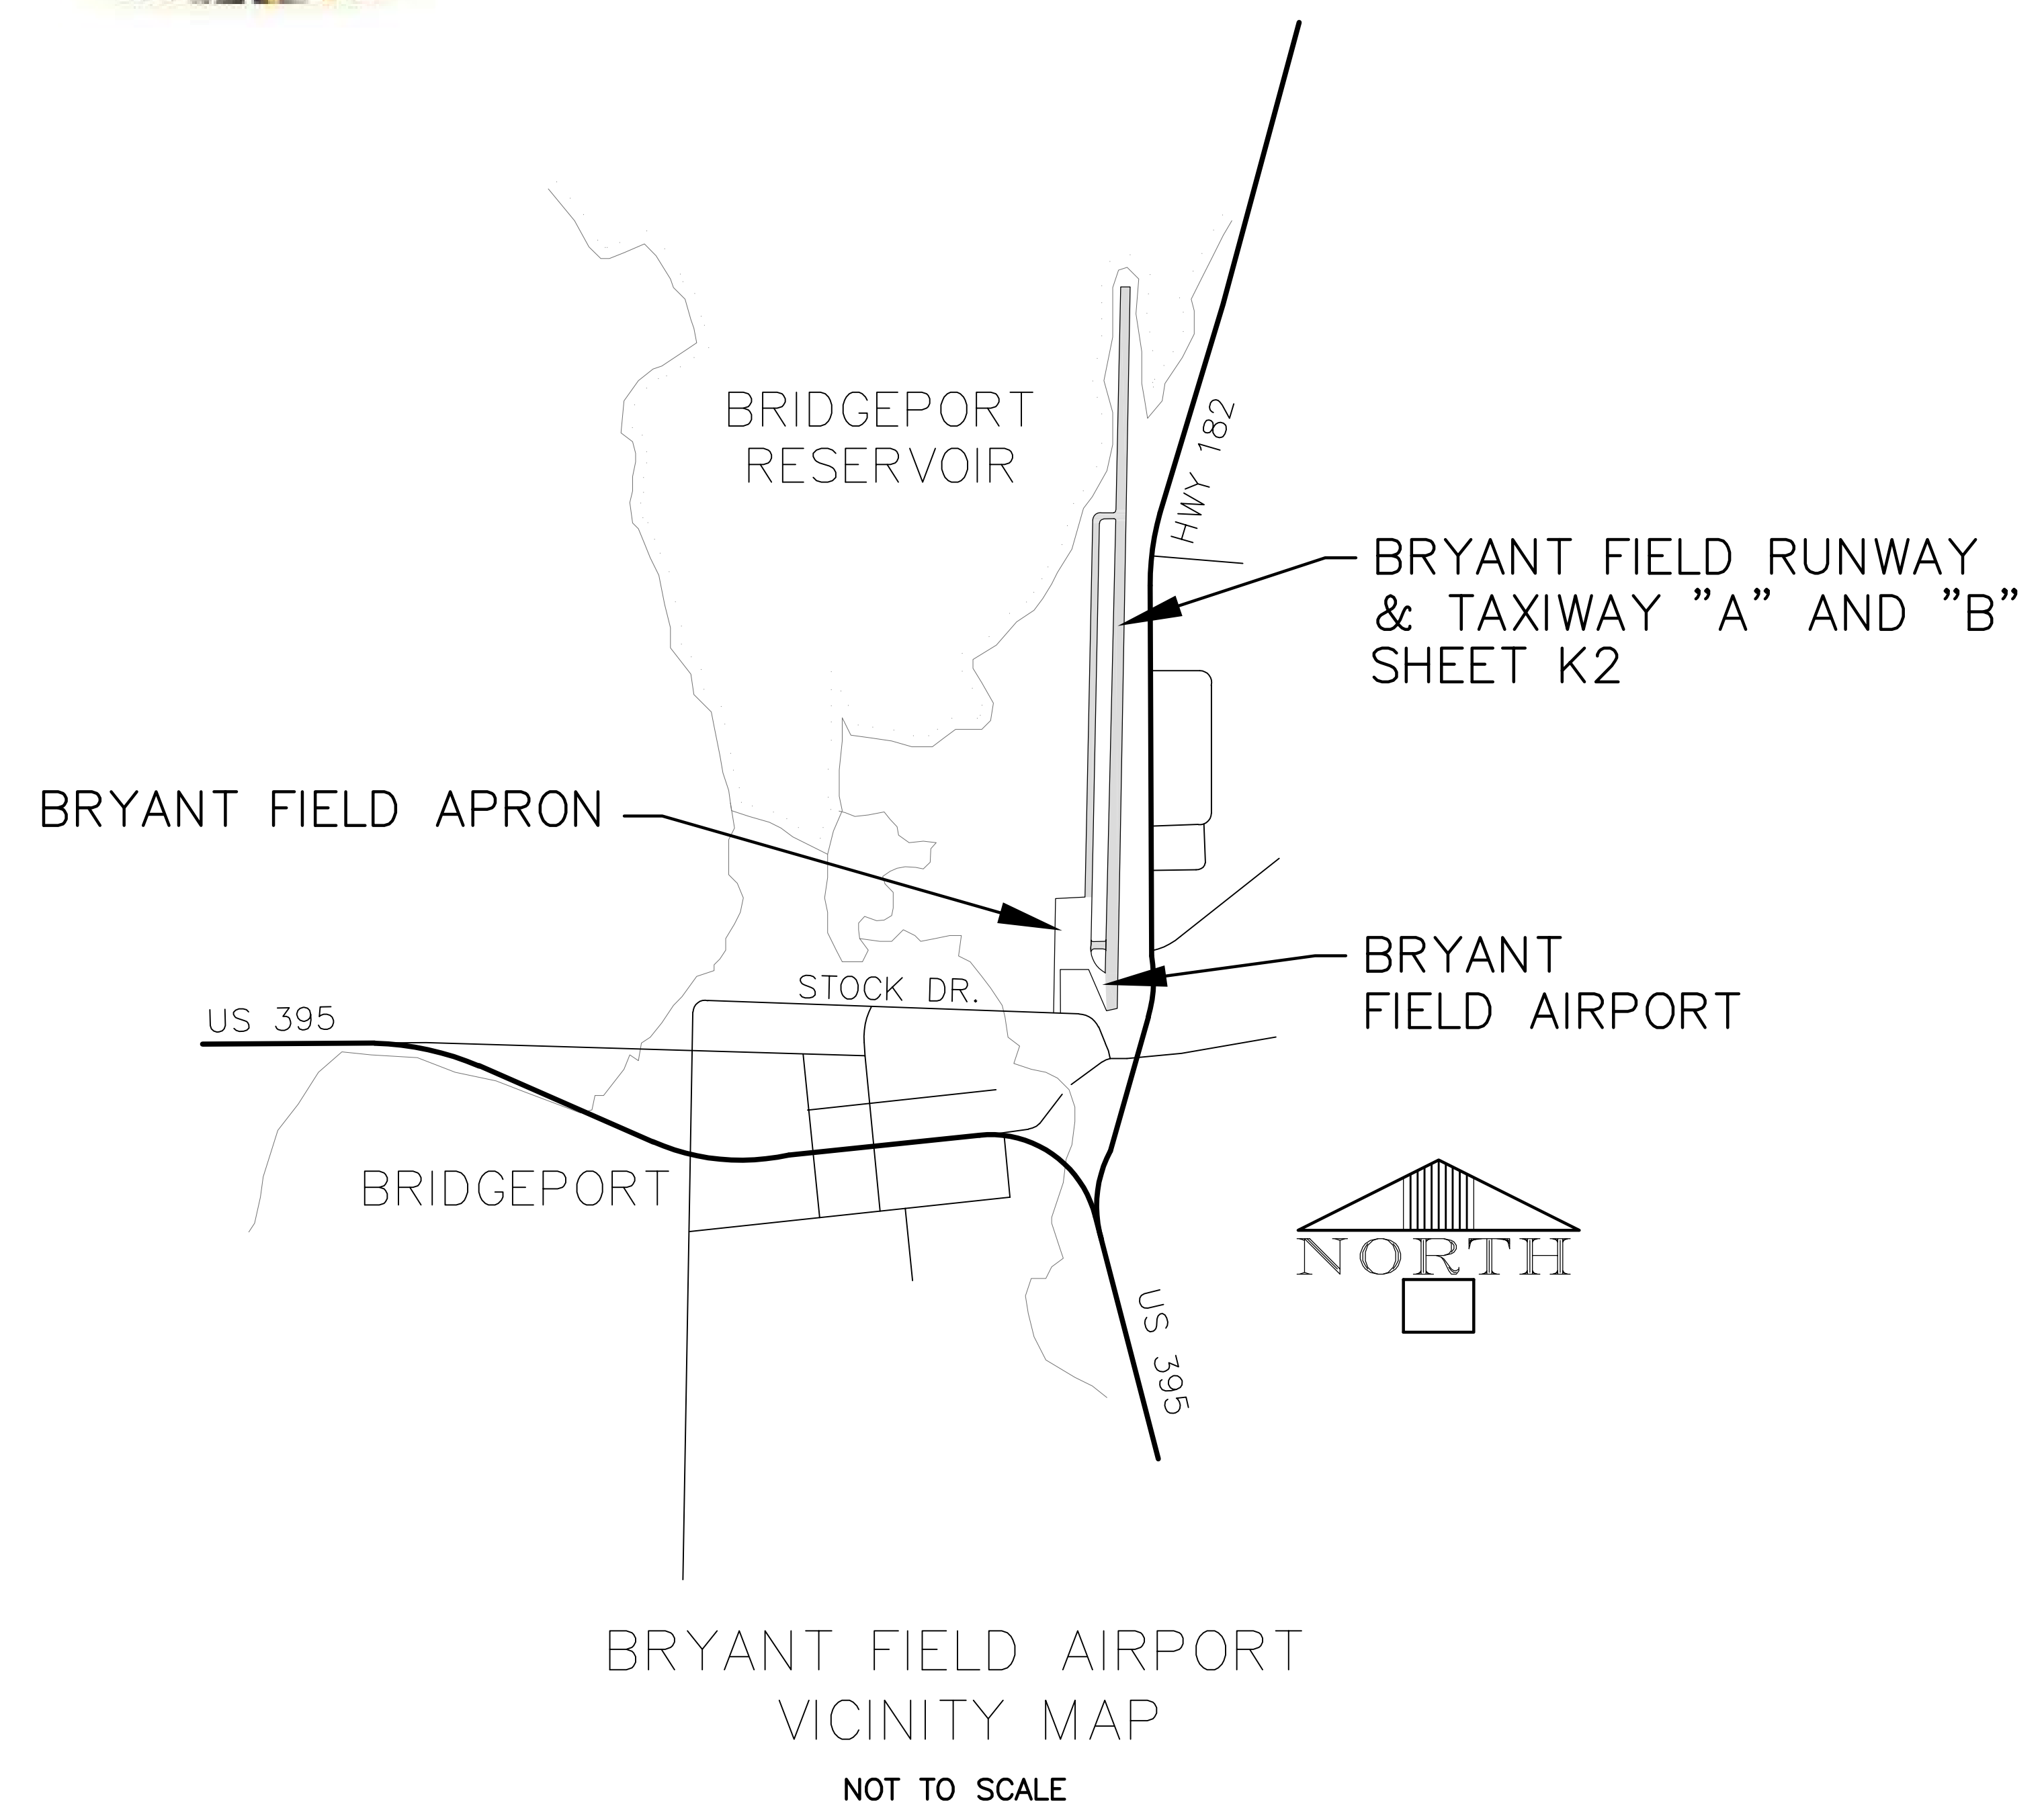 BRIDGEPORT
RESERVOIR
HWY 182
BRYANT FIELD RUNWAY
& TAXIWAY "A" AND "B"
SHEET K2
BRYANT FIELD APRON
BRYANT
FIELD AIRPORT
STOCK DR.
US 395
BRIDGEPORT
NORTH
US 395
BRYANT FIELD AIRPORT
VICINITY MAP
NOT TO SCALE